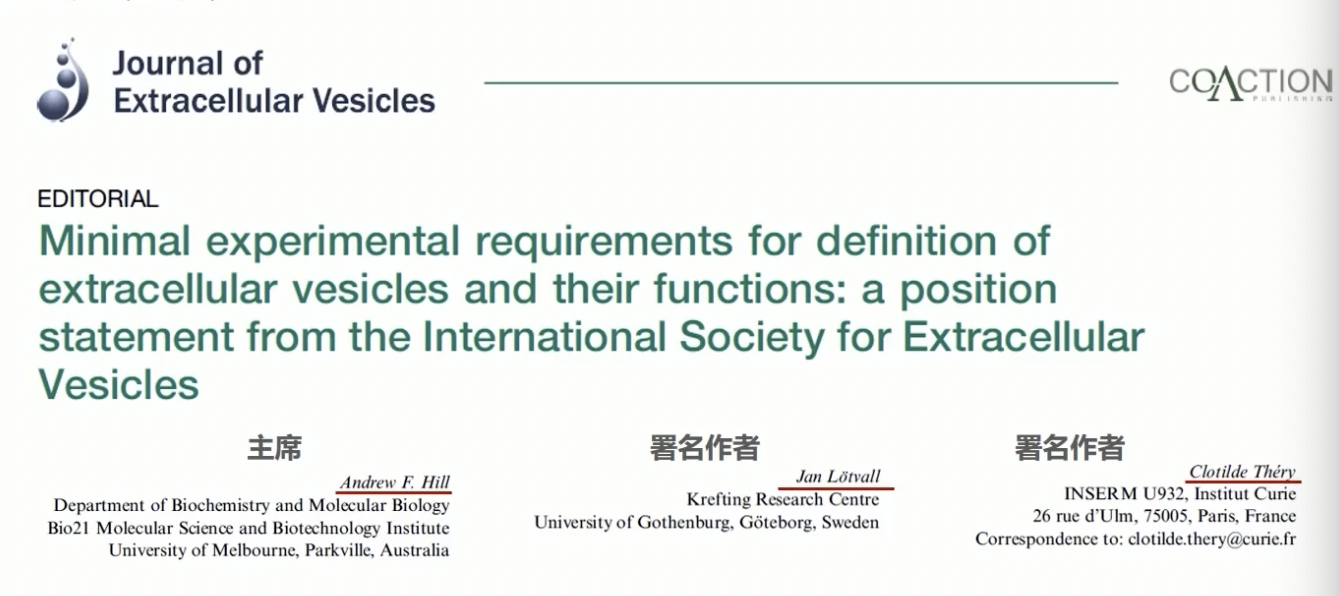 Journal of
Extracellular Vesicles
COACTION
PUBLISHING
EDITORIAL
Minimal experimental requirements for definition of
extracellular vesicles and their functions: a position
statement from the International Society for Extracellular
Vesicles
主席
Andrew F. Hill
Department of Biochemistry and Molecular Biology
Bio21 Molecular Science and Biotechnology Institute
University of Melbourne, Parkville, Australia
署名作者
Jan Lötvall
Krefting Research Centre
University of Gothenburg, Göteborg, Sweden
署名作者
Clotilde Théry
INSERM U932, Institut Curie
26 rue d'Ulm, 75005, Paris, France
Correspondence to: clotilde.thery@curie.fr